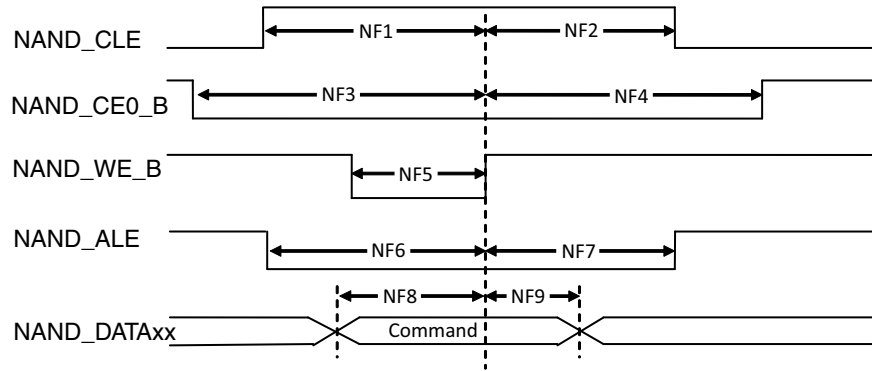 NAND_CLE NF1 NF2
NAND_CE0_B NF3 NF4
NAND_WE_B NF5
NAND_ALE NF6 NF7
NF8 NF9
NAND_DATAxx Command